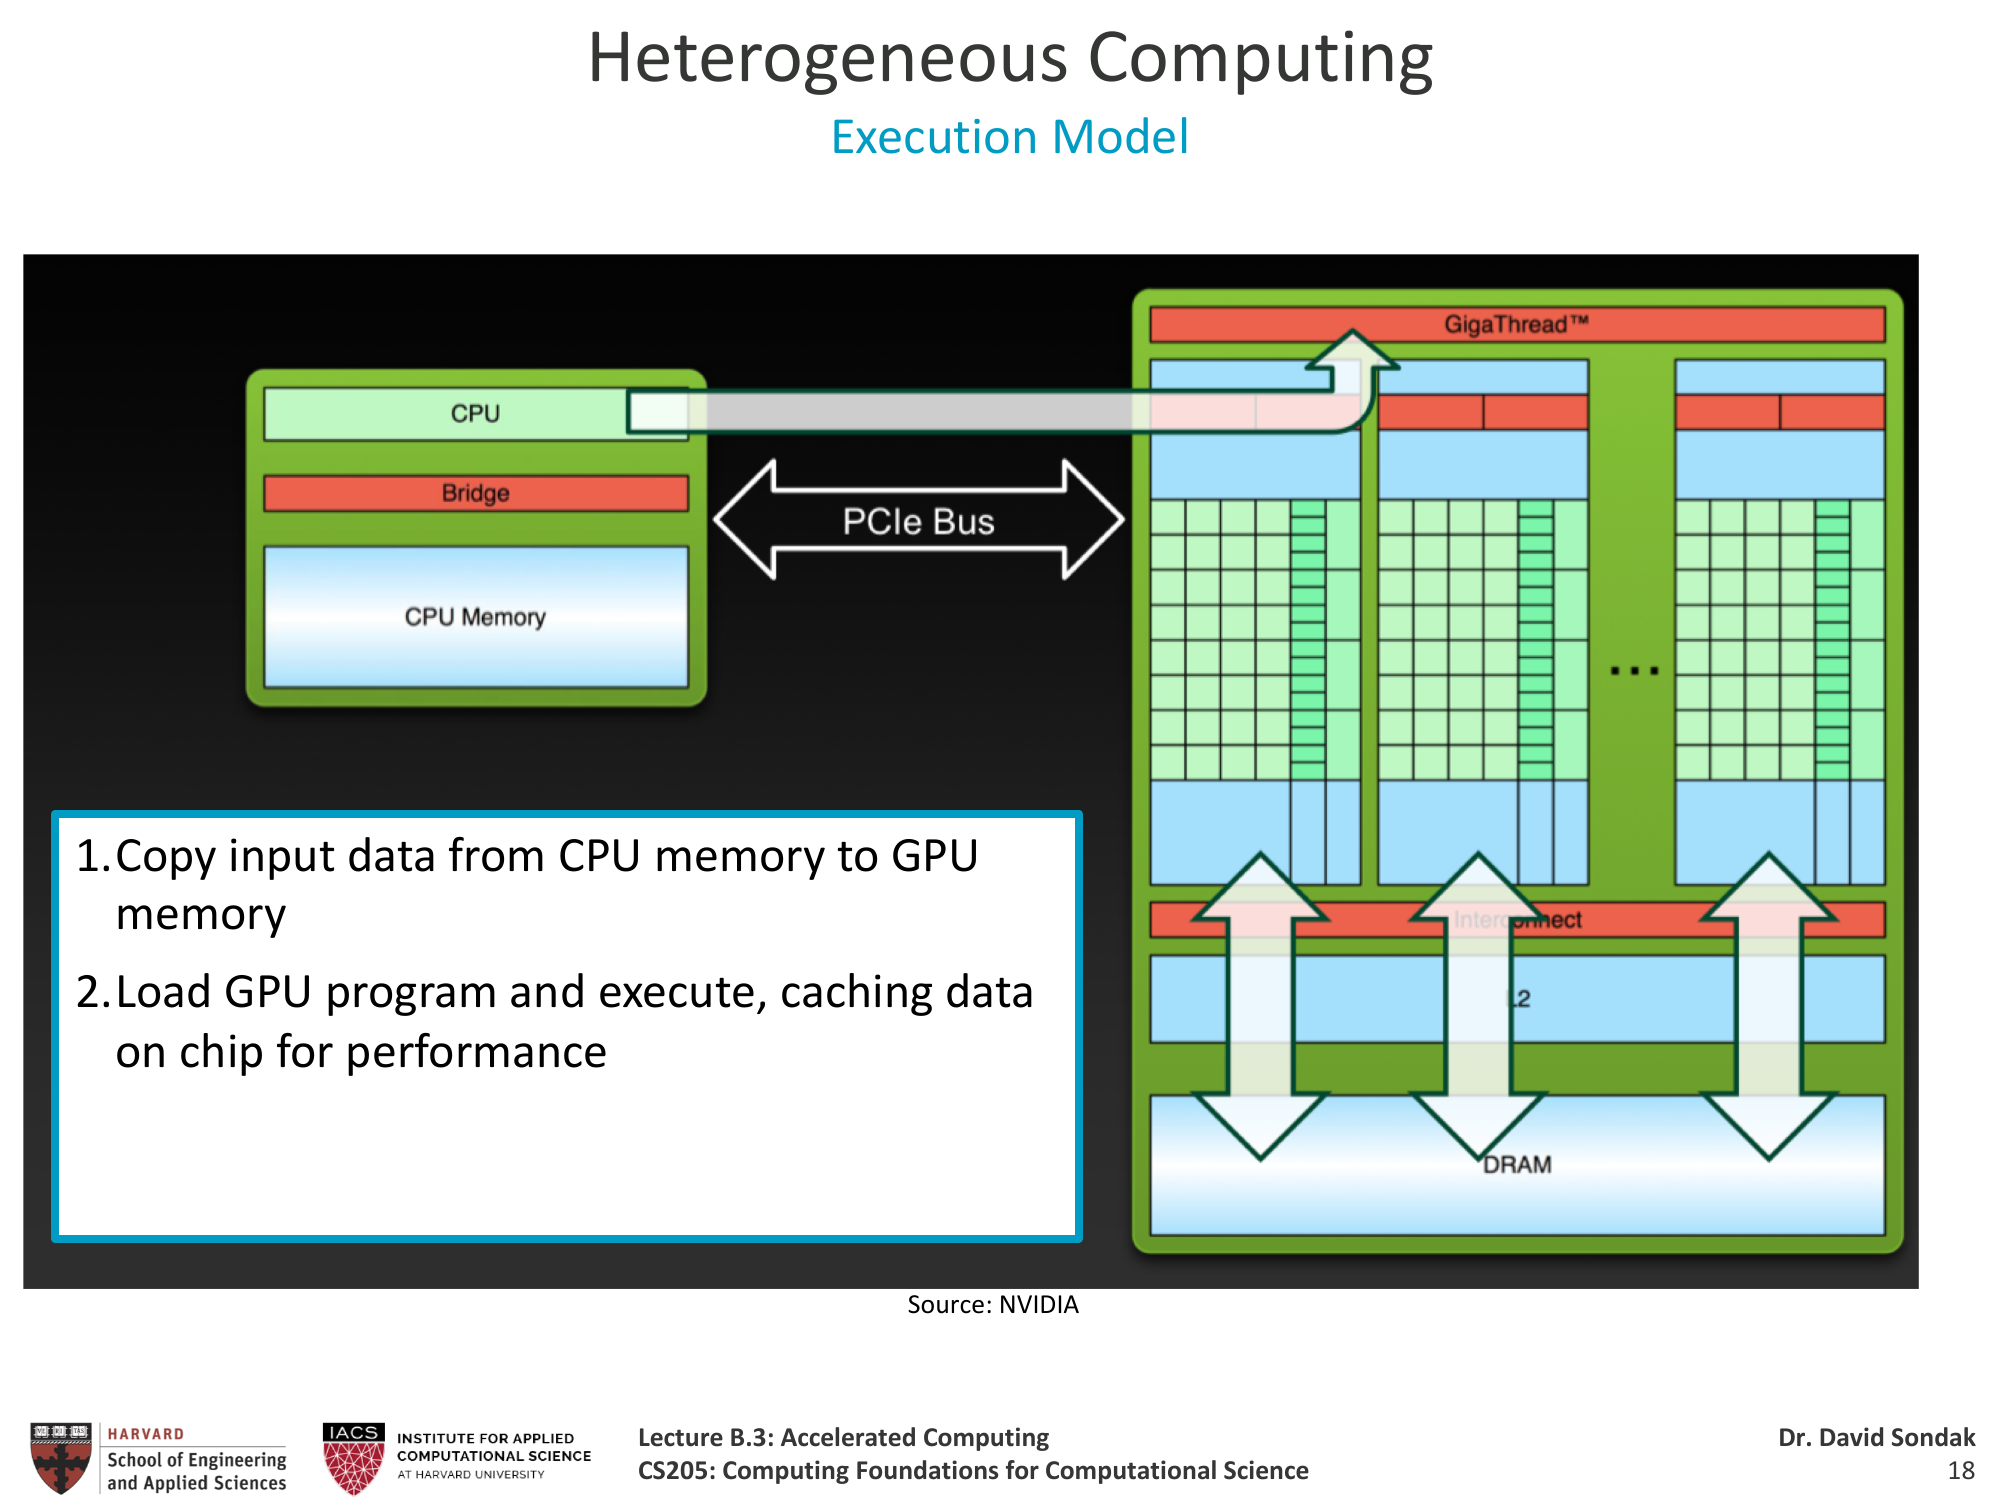 Heterogeneous Computing
Execution Model
GigaThread™
CPU
Bridge
PCIe Bus
CPU Memory
...
1.Copy input data from CPU memory to GPU
memory
2.Load GPU program and execute, caching data
on chip for performance
Interconnect
L2
DRAM
Source: NVIDIA
HARVARD
School of Engineering
and Applied Sciences
IACS
INSTITUTE FOR APPLIED
COMPUTATIONAL SCIENCE
AT HARVARD UNIVERSITY
Lecture B.3: Accelerated Computing
CS205: Computing Foundations for Computational Science
Dr. David Sondak
18